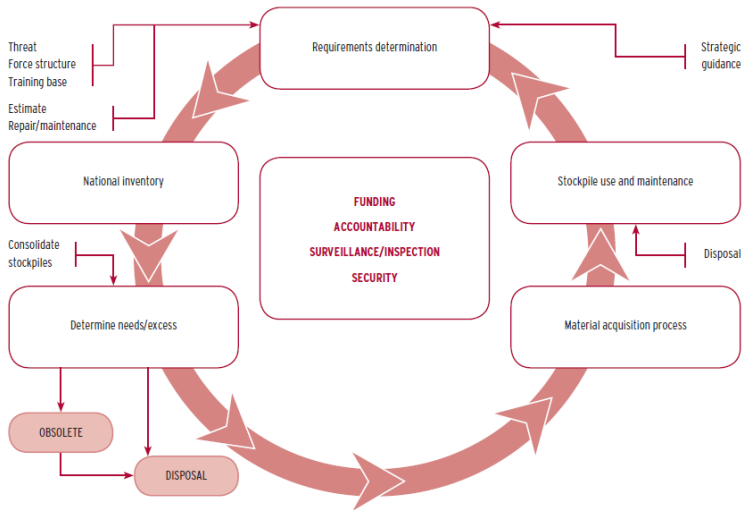 Requirements determination
Threat
Force structure
Training base
Estimate
Repair/maintenance
Strategic
guidance
National inventory
Stockpile use and maintenance
FUNDING
ACCOUNTABILITY
SURVEILLANCE/INSPECTION
SECURITY
Consolidate
stockpiles
Disposal
Determine needs/excess
Material acquisition process
OBSOLETE
DISPOSAL